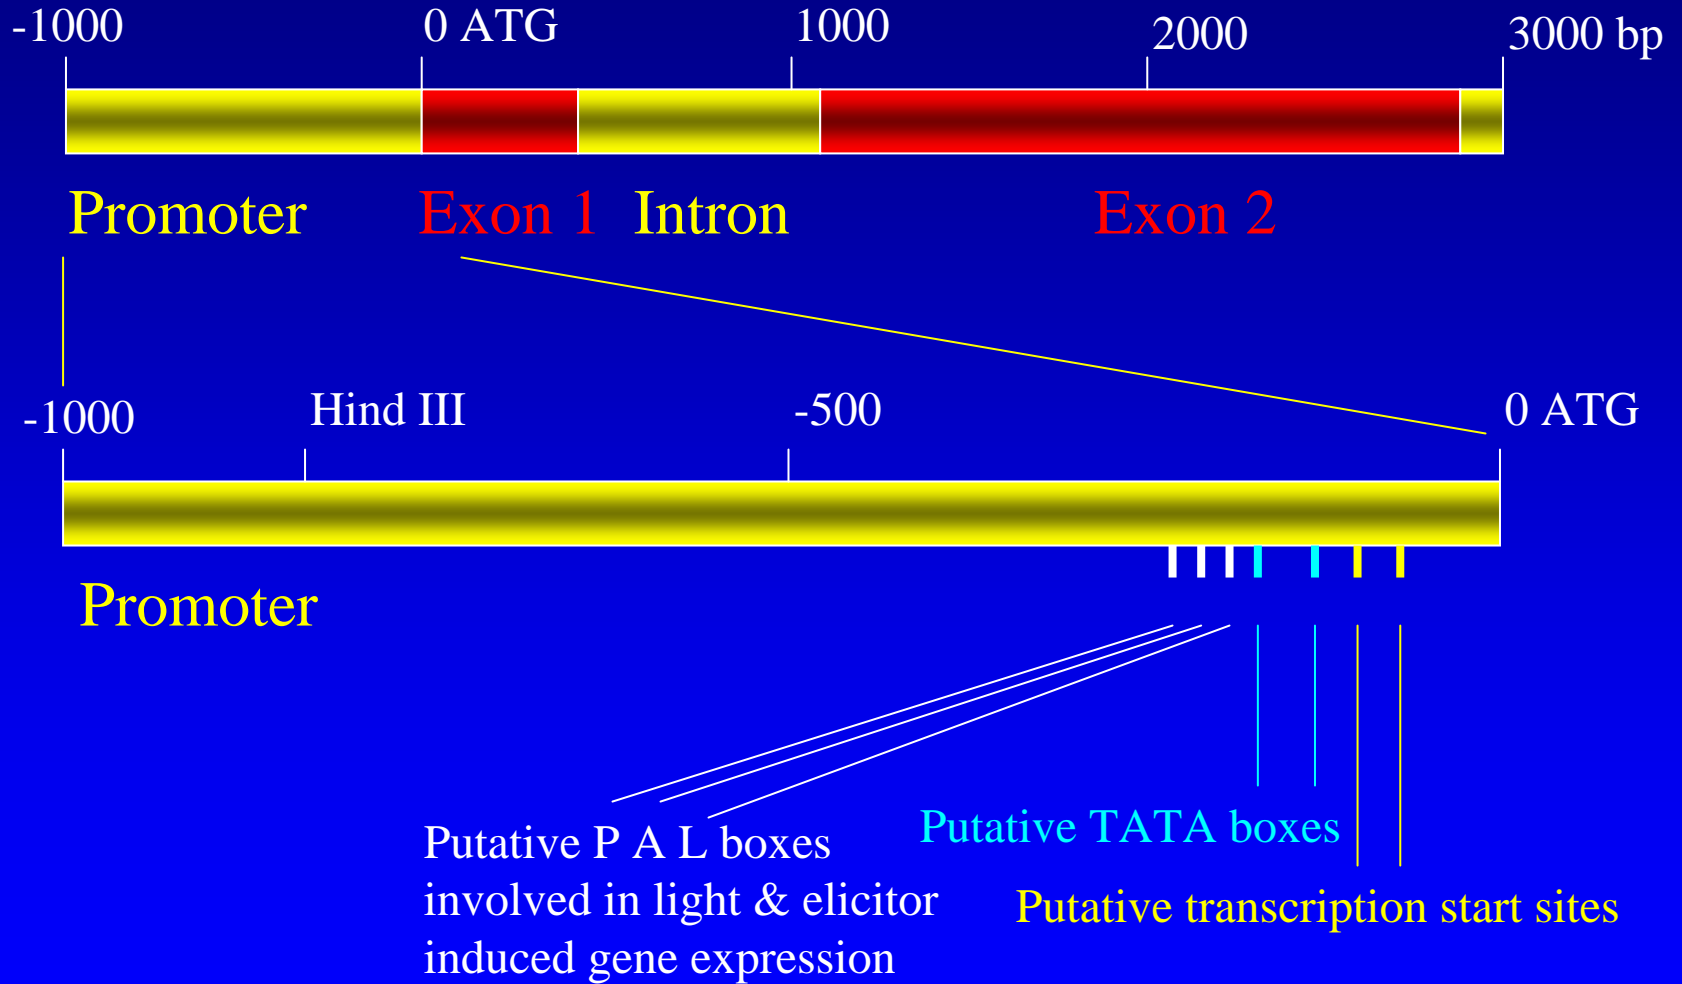 -1000
0 ATG
1000
2000
3000 bp
Promoter
Exon 1
Intron
Exon 2
-1000
Hind III
-500
0 ATG
Promoter
Putative P A L boxes
involved in light & elicitor
induced gene expression
Putative TATA boxes
Putative transcription start sites